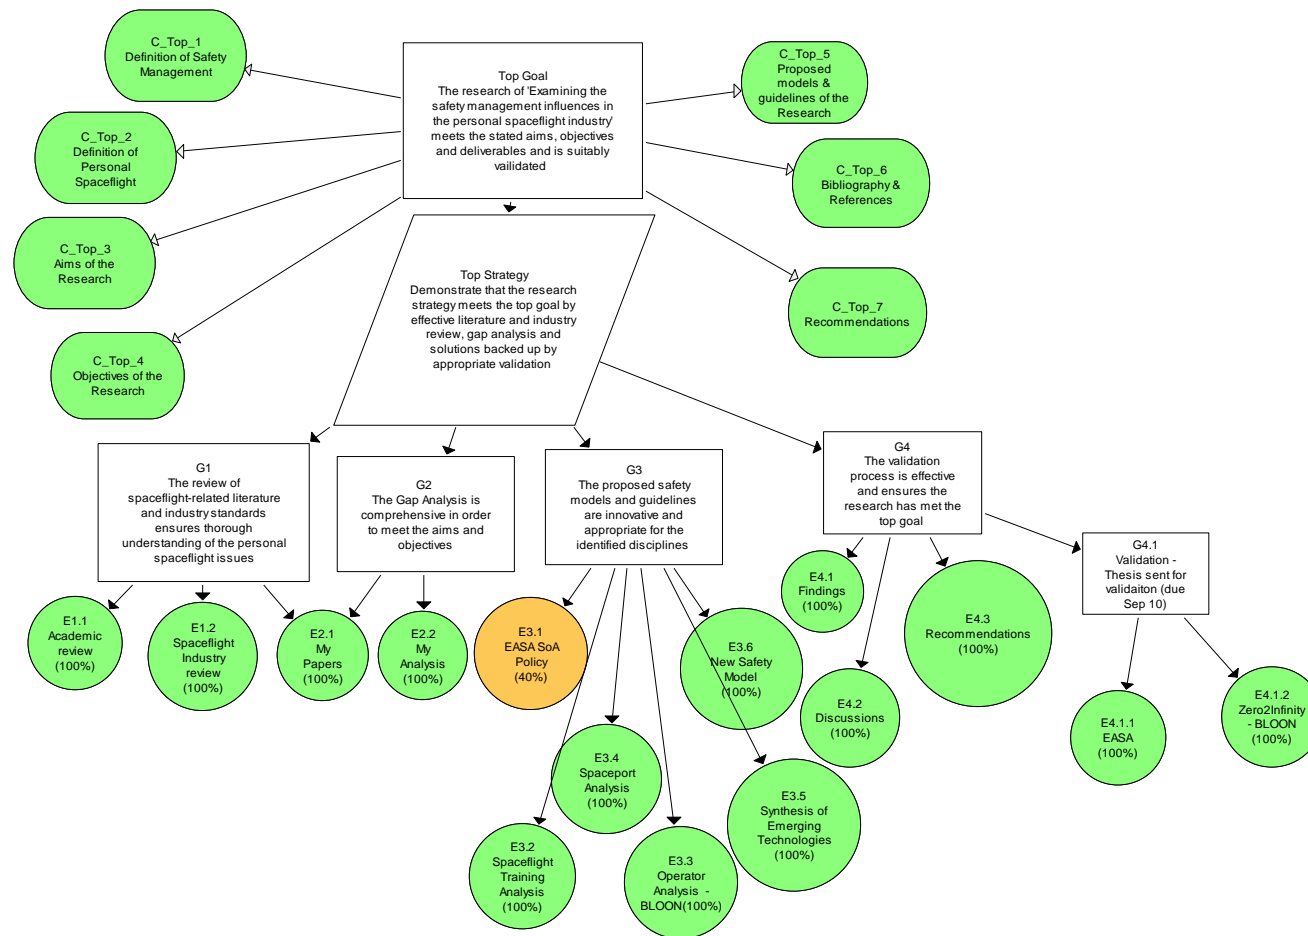 C_Top_1
Definition of Safety
Management
C_Top_2
Definition of
Personal
Spaceflight
C_Top_3
Aims of the
Research
C_Top_4
Objectives of the
Research
Top Goal
The research of 'Examining the
safety management influences in
the personal spaceflight industry'
meets the stated aims, objectives
and deliverables and is suitably
vailidated
C_Top_5
Proposed
models &
guidelines of the
Research
C_Top_6
Bibliography &
References
C_Top_7
Recommendations
Top Strategy
Demonstrate that the research
strategy meets the top goal by
effective literature and industry
review, gap analysis and
solutions backed up by
appropriate validation
G1
The review of
spaceflight-related literature
and industry standards
ensures thorough
understanding of the personal
spaceflight issues
G2
The Gap Analysis is
comprehensive in order
to meet the aims and
objectives
G3
The proposed safety
models and guidelines
are innovative and
appropriate for the
identified disciplines
G4
The validation
process is effective
and ensures the
research has met the
top goal
G4.1
Validation -
Thesis sent for
validaiton (due
Sep 10)
E1.1
Academic
review
(100%)
E1.2
Spaceflight
Industry
review
(100%)
E2.1
My
Papers
(100%)
E2.2
My
Analysis
(100%)
E3.1
EASA SoA
Policy
(40%)
E3.6
New Safety
Model
(100%)
E4.1
Findings
(100%)
E4.3
Recommendations
(100%)
E4.2
Discussions
(100%)
E4.1.1
EASA
(100%)
E4.1.2
Zero2Infinity
- BLOON
(100%)
E3.4
Spaceport
Analysis
(100%)
E3.5
Synthesis of
Emerging
Technologies
(100%)
E3.2
Spaceflight
Training
Analysis
(100%)
E3.3
Operator
Analysis -
BLOON(100%)